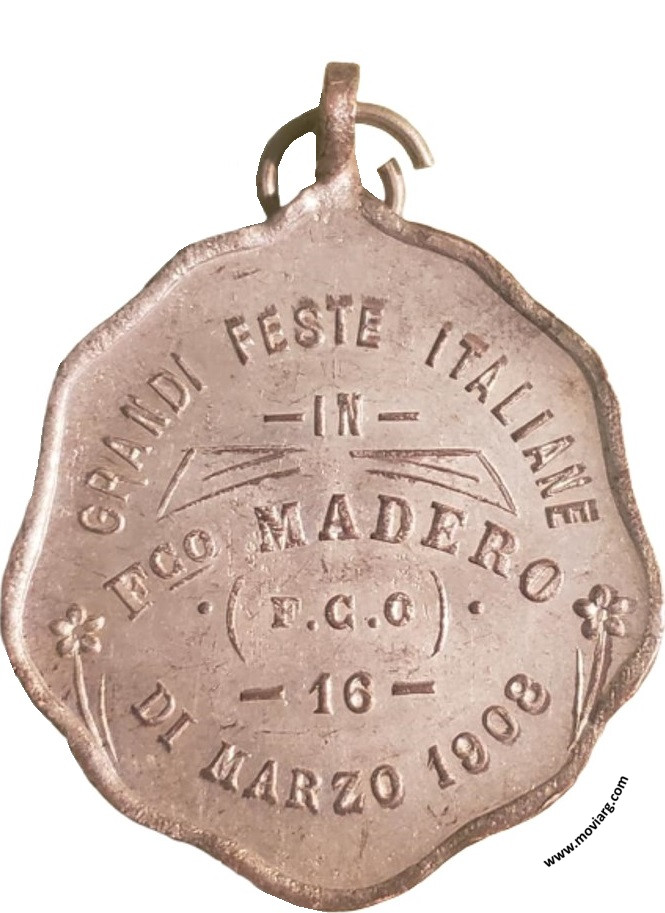 GRANDI FESTE ITALIANE
— IN —
Fco MADERO
· (F.C.O) ·
— 16 —
DI MARZO 1908
www.moviarg.com